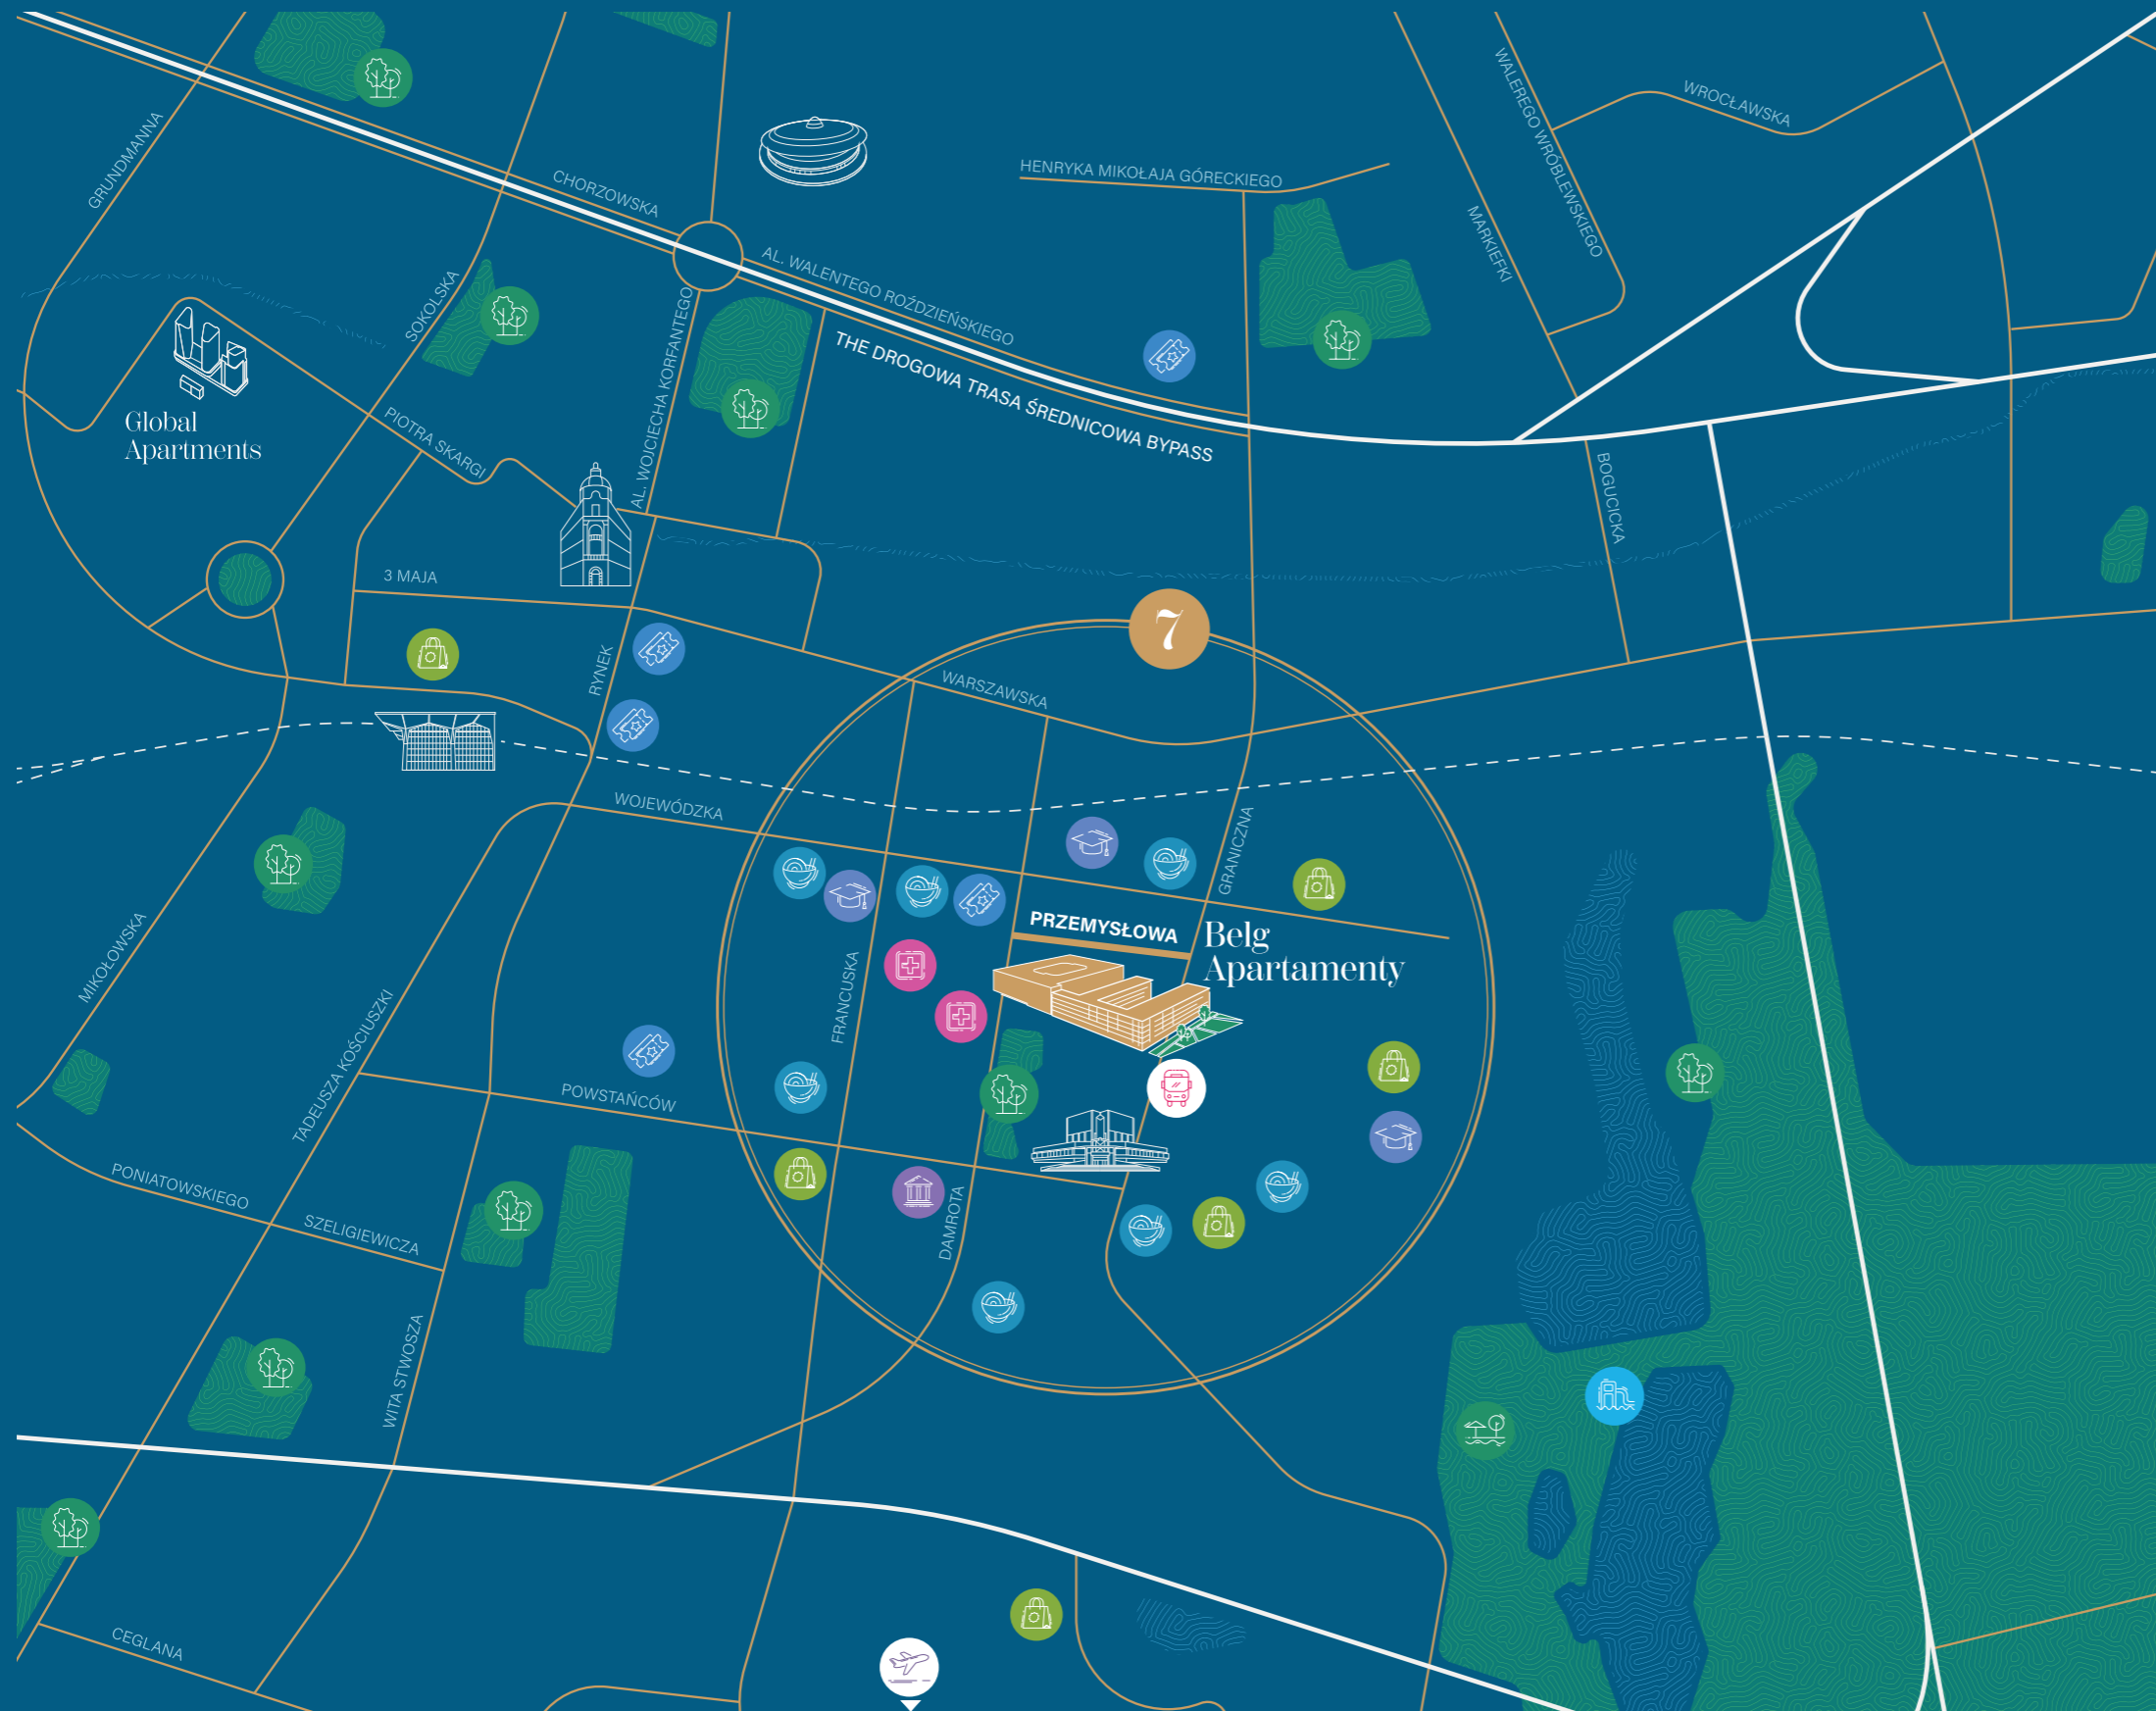 WROCŁAWSKA
WALEREGO WRÓBLEWSKIEGO
GRUNDMANNA
HENRYKA MIKOŁAJA GÓRECKIEGO
CHORZOWSKA
MARKIEFKI
AL. WALENTEGO ROŹDZIEŃSKIEGO
SOKOLSKA
AL. WOJCIECHA KORFANTEGO
THE DROGOWA TRASA ŚREDNICOWA BYPASS
Global
Apartments
PIOTRA SKARGI
BOGUCICKA
3 MAJA
7
RYNEK
WARSZAWSKA
WOJEWÓDZKA
GRANICZNA
PRZEMYSŁOWA
Belg
Apartamenty
MIKOŁOWSKA
FRANCUSKA
TADEUSZA KOŚCIUSZKI
POWSTAŃCÓW
PONIATOWSKIEGO
SZELIGIEWICZA
DAMROTA
WITA STWOSZA
CEGLANA